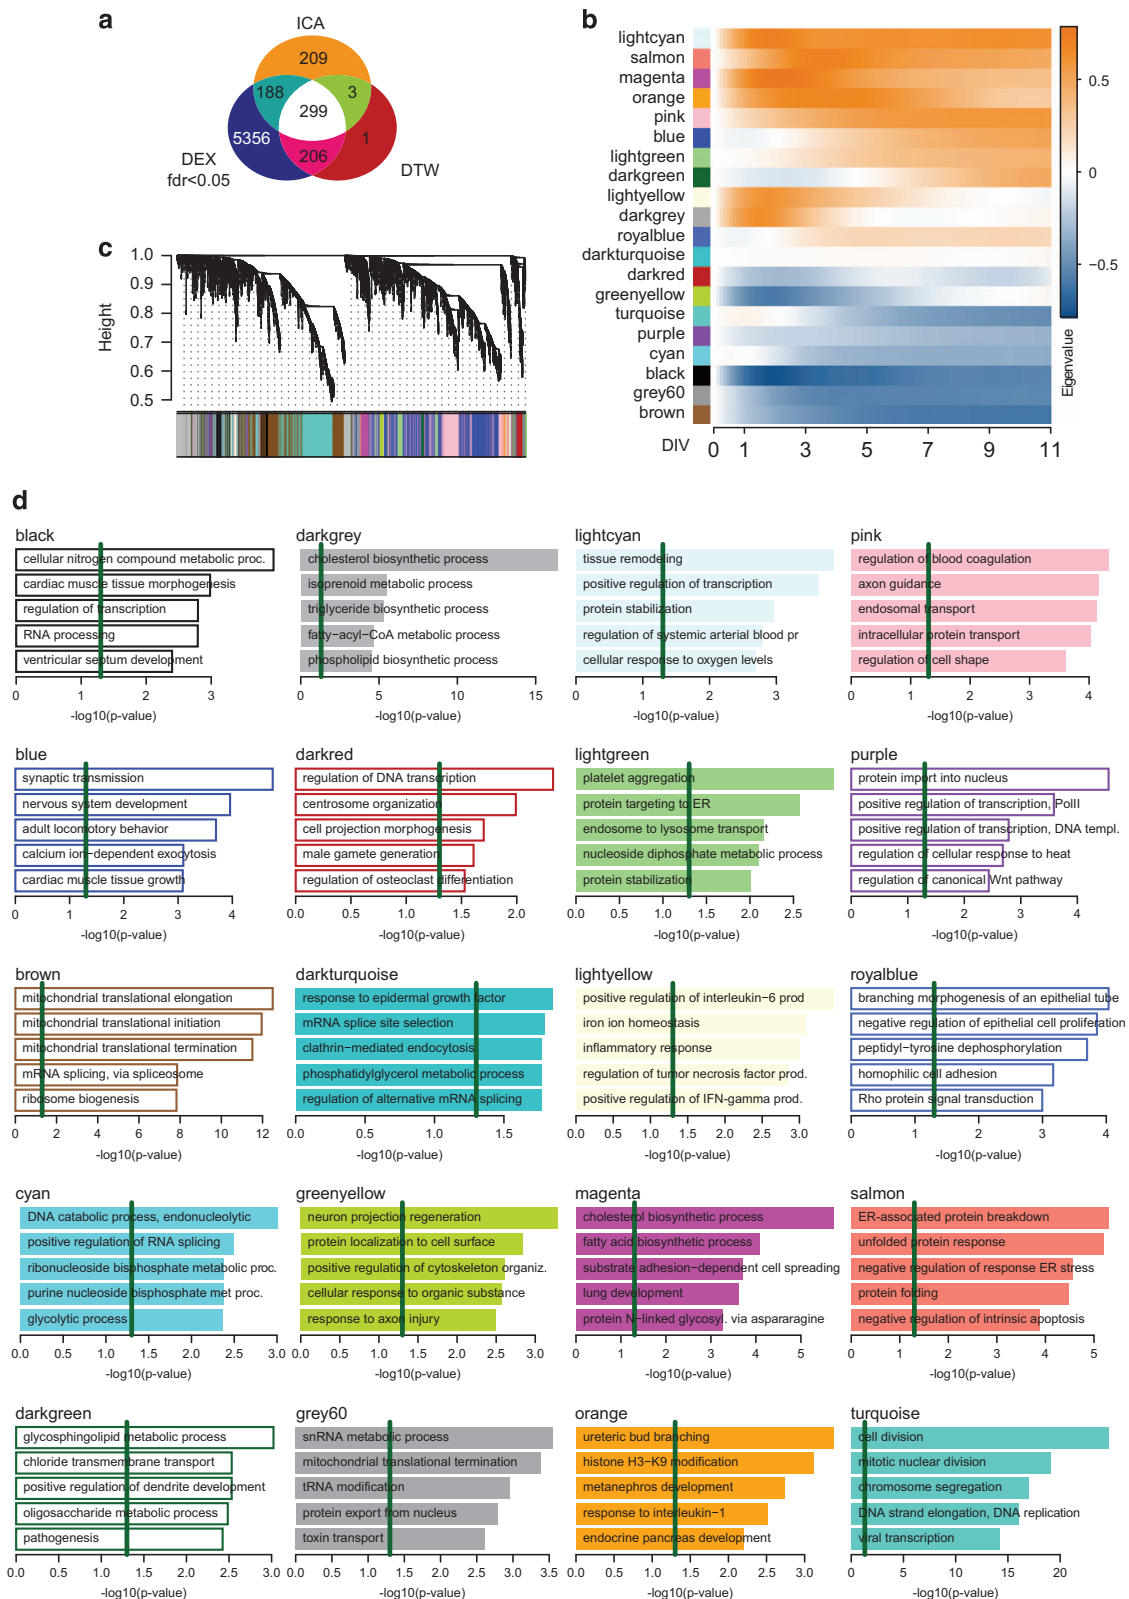 a
ICA
209
188
3
299
5356
206
1
DEX
fdr<0.05
DTW
b
lightcyan
salmon
magenta
orange
pink
blue
lightgreen
darkgreen
lightyellow
darkgrey
royalblue
darkturquoise
darkred
greenyellow
turquoise
purple
cyan
black
grey60
brown
DIV
0 1 3 5 7 9 11
0.5
0
−0.5
Eigenvalue
c
Height
1.0
0.9
0.8
0.7
0.6
0.5
d
black
cellular nitrogen compound metabolic proc.
cardiac muscle tissue morphogenesis
regulation of transcription
RNA processing
ventricular septum development
0 1 2 3
-log10(p-value)
darkgrey
cholesterol biosynthetic process
isoprenoid metabolic process
triglyceride biosynthetic process
fatty−acyl−CoA metabolic process
phospholipid biosynthetic process
0 5 10 15
-log10(p-value)
lightcyan
tissue remodeling
positive regulation of transcription
protein stabilization
regulation of systemic arterial blood pr
cellular response to oxygen levels
0 1 2 3
-log10(p-value)
pink
regulation of blood coagulation
axon guidance
endosomal transport
intracellular protein transport
regulation of cell shape
0 1 2 3 4
-log10(p-value)
blue
synaptic transmission
nervous system development
adult locomotory behavior
calcium ion−dependent exocytosis
cardiac muscle tissue growth
0 1 2 3 4
-log10(p-value)
darkred
regulation of DNA transcription
centrosome organization
cell projection morphogenesis
male gamete generation
regulation of osteoclast differentiation
0.0 0.5 1.0 1.5 2.0
-log10(p-value)
lightgreen
platelet aggregation
protein targeting to ER
endosome to lysosome transport
nucleoside diphosphate metabolic process
protein stabilization
0.0 0.5 1.0 1.5 2.0 2.5
-log10(p-value)
purple
protein import into nucleus
positive regulation of transcription, PolII
positive regulation of transcription, DNA templ.
regulation of cellular response to heat
regulation of canonical Wnt pathway
0 1 2 3 4
-log10(p-value)
brown
mitochondrial translational elongation
mitochondrial translational initiation
mitochondrial translational termination
mRNA splicing, via spliceosome
ribosome biogenesis
0 2 4 6 8 10 12
-log10(p-value)
darkturquoise
response to epidermal growth factor
mRNA splice site selection
clathrin−mediated endocytosis
phosphatidylglycerol metabolic process
regulation of alternative mRNA splicing
0.0 0.5 1.0 1.5
-log10(p-value)
lightyellow
positive regulation of interleukin−6 prod
iron ion homeostasis
inflammatory response
regulation of tumor necrosis factor prod.
positive regulation of IFN-gamma prod.
0.0 0.5 1.0 1.5 2.0 2.5 3.0
-log10(p-value)
royalblue
branching morphogenesis of an epithelial tube
negative regulation of epithelial cell proliferation
peptidyl−tyrosine dephosphorylation
homophilic cell adhesion
Rho protein signal transduction
0 1 2 3 4
-log10(p-value)
cyan
DNA catabolic process, endonucleolytic
positive regulation of RNA splicing
ribonucleoside bisphosphate metabolic proc.
purine nucleoside bisphosphate met proc.
glycolytic process
0.0 0.5 1.0 1.5 2.0 2.5 3.0
-log10(p-value)
greenyellow
neuron projection regeneration
protein localization to cell surface
positive regulation of cytoskeleton organiz.
cellular response to organic substance
response to axon injury
0.0 0.5 1.0 1.5 2.0 2.5 3.0
-log10(p-value)
magenta
cholesterol biosynthetic process
fatty acid biosynthetic process
substrate adhesion−dependent cell spreading
lung development
protein N−linked glycosyl. via aspararagine
0 1 2 3 4 5
-log10(p-value)
salmon
ER−associated protein breakdown
unfolded protein response
negative regulation of response ER stress
protein folding
negative regulation of intrinsic apoptosis
0 1 2 3 4 5
-log10(p-value)
darkgreen
glycosphingolipid metabolic process
chloride transmembrane transport
positive regulation of dendrite development
oligosaccharide metabolic process
pathogenesis
0.0 0.5 1.0 1.5 2.0 2.5 3.0
-log10(p-value)
grey60
snRNA metabolic process
mitochondrial translational termination
tRNA modification
protein export from nucleus
toxin transport
0.0 0.5 1.0 1.5 2.0 2.5 3.0 3.5
-log10(p-value)
orange
ureteric bud branching
histone H3−K9 modification
metanephros development
response to interleukin−1
endocrine pancreas development
0.0 0.5 1.0 1.5 2.0 2.5 3.0
-log10(p-value)
turquoise
cell division
mitotic nuclear division
chromosome segregation
DNA strand elongation, DNA replication
viral transcription
0 5 10 15 20
-log10(p-value)